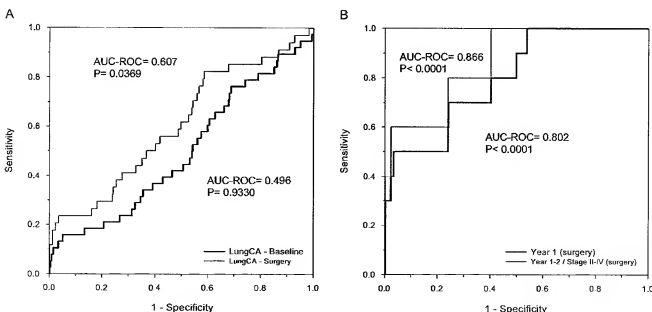 A
B
AUC-ROC= 0.607
P= 0.0369
AUC-ROC= 0.496
P= 0.9330
LungCA - Baseline
LungCA - Surgery
Sensitivity
1.0
0.8
0.6
0.4
0.2
0.0
0.0 0.2 0.4 0.6 0.8 1.0
1 - Specificity
AUC-ROC= 0.866
P< 0.0001
AUC-ROC= 0.802
P< 0.0001
Year 1 (surgery)
Year 1-2 / Stage II-IV (surgery)
Sensitivity
1.0
0.8
0.6
0.4
0.2
0.0
0.0 0.2 0.4 0.6 0.8 1.0
1 - Specificity